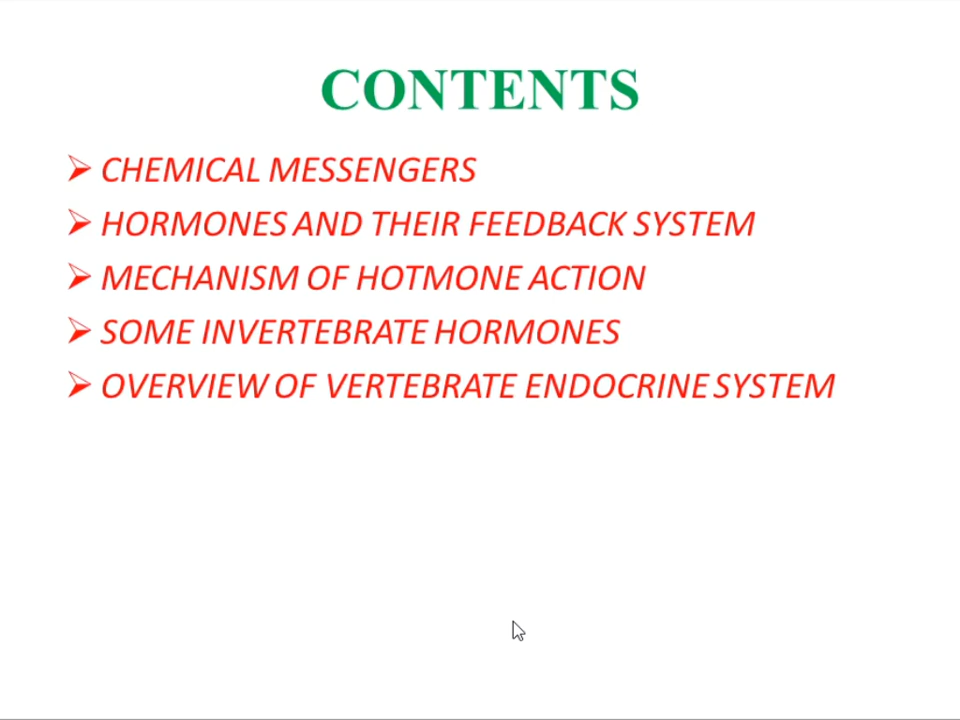 CONTENTS
CHEMICAL MESSENGERS
HORMONES AND THEIR FEEDBACK SYSTEM
MECHANISM OF HOTMONE ACTION
SOME INVERTEBRATE HORMONES
OVERVIEW OF VERTEBRATE ENDOCRINE SYSTEM